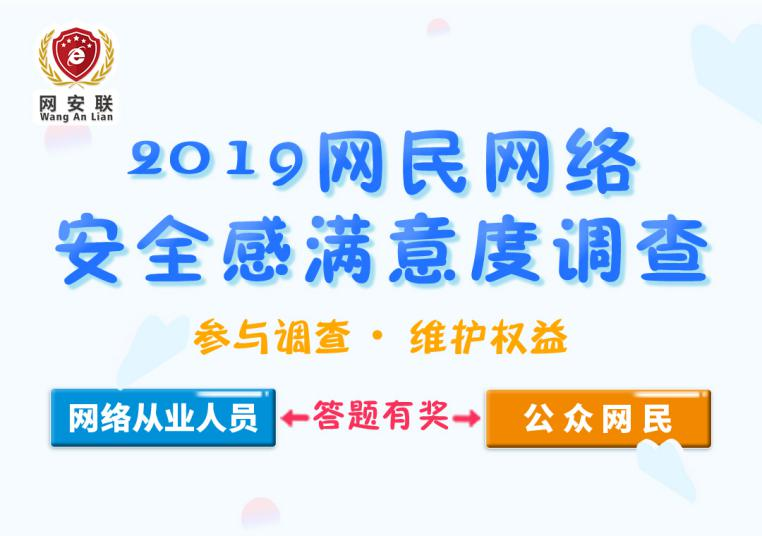 网安联
Wang An Lian
2019网民网络
安全感满意度调查
参与调查·维护权益
网络从业人员
←答题有奖→
公众网民